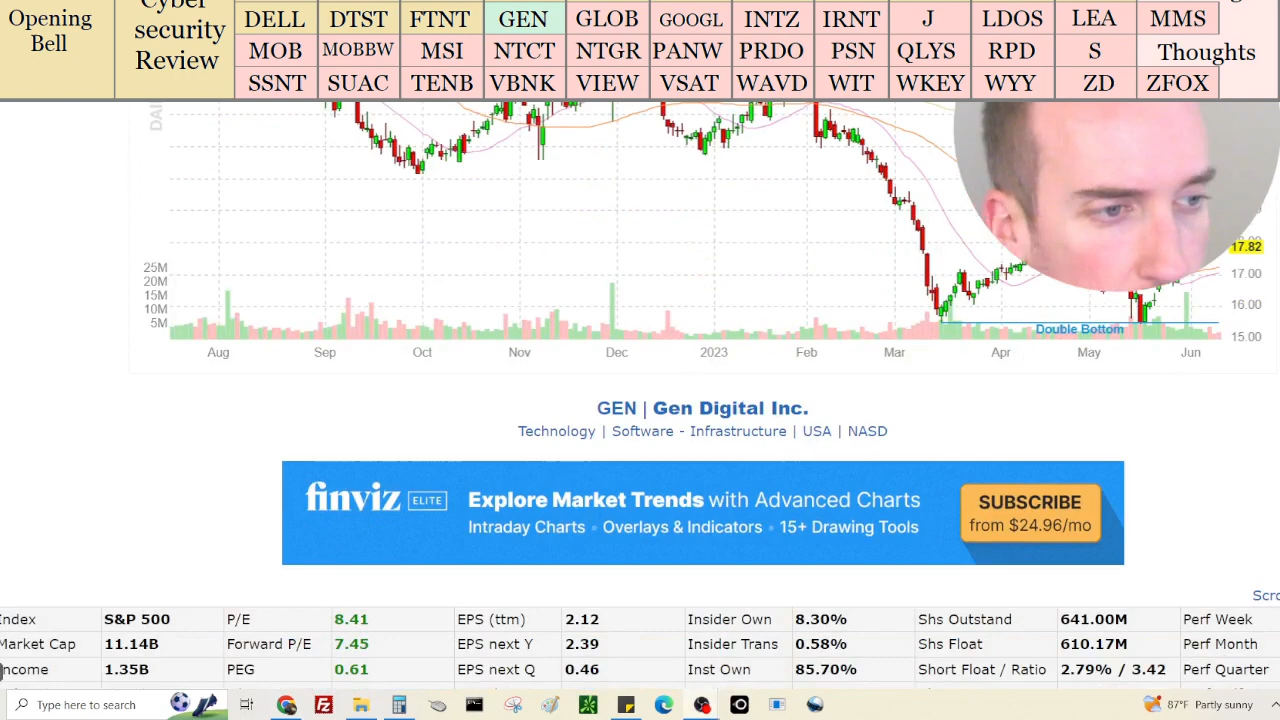 Opening
Bell
Cyber
security
Review
DELL DTST FTNT GEN GLOB GOOGL INTZ IRNT J LDOS LEA MMS
MOB MOBBW MSI NTCT NTGR PANW PRDO PSN QLYS RPD S Thoughts
SSNT SUAC TENB VBNK VIEW VSAT WAVD WIT WKEY WYY ZD ZFOX
17.82
17.00
16.00
15.00
25M
20M
15M
10M
5M
Double Bottom
Aug Sep Oct Nov Dec 2023 Feb Mar Apr May Jun
GEN | Gen Digital Inc.
Technology | Software - Infrastructure | USA | NASD
finviz ELITE
Explore Market Trends with Advanced Charts
Intraday Charts • Overlays & Indicators • 15+ Drawing Tools
SUBSCRIBE
from $24.96/mo
Scro
Index S&P 500 P/E 8.41 EPS (ttm) 2.12 Insider Own 8.30% Shs Outstand 641.00M Perf Week
Market Cap 11.14B Forward P/E 7.45 EPS next Y 2.39 Insider Trans 0.58% Shs Float 610.17M Perf Month
Income 1.35B PEG 0.61 EPS next Q 0.46 Inst Own 85.70% Short Float / Ratio 2.79% / 3.42 Perf Quarter
Type here to search
87°F Partly sunny